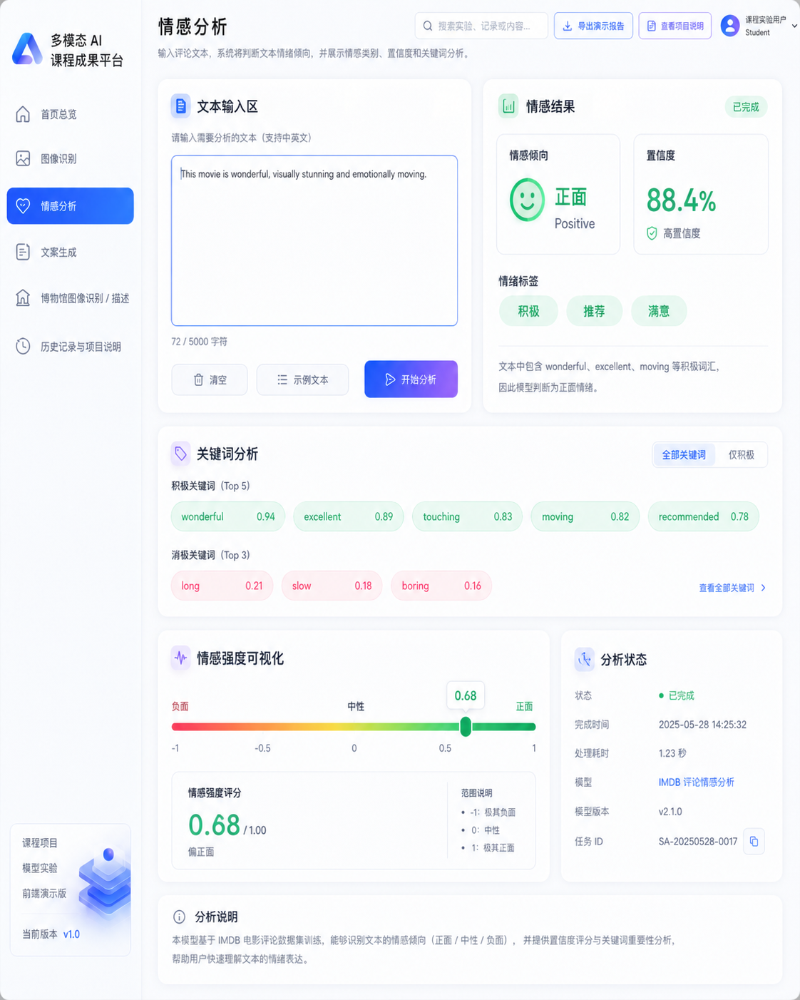 多模态 AI
课程成果平台
首页总览
图像识别
情感分析
文案生成
博物馆图像识别 / 描述
历史记录与项目说明
课程项目
模型实验
前端演示版
当前版本 v1.0
情感分析
输入评论文本，系统将判断文本情绪倾向，并展示情感类别、置信度和关键词分析。
搜索实验、记录或内容...
导出演示报告
查看项目说明
课程实验用户
Student
文本输入区
请输入需要分析的文本（支持中英文）
This movie is wonderful, visually stunning and emotionally moving.
72 / 5000 字符
清空
示例文本
开始分析
情感结果
已完成
情感倾向
正面
Positive
置信度
88.4%
高置信度
情绪标签
积极 推荐 满意
文本中包含 wonderful、excellent、moving 等积极词汇，
因此模型判断为正面情绪。
关键词分析
全部关键词 仅积极
积极关键词（Top 5）
wonderful 0.94 excellent 0.89 touching 0.83 moving 0.82 recommended 0.78
消极关键词（Top 3）
long 0.21 slow 0.18 boring 0.16
查看全部关键词
情感强度可视化
0.68
负面 中性 正面
-1 -0.5 0 0.5 1
情感强度评分
0.68 / 1.00
偏正面
范围说明
• -1: 极其负面
• 0: 中性
• 1: 极其正面
分析状态
状态 已完成
完成时间 2025-05-28 14:25:32
处理耗时 1.23 秒
模型 IMDB 评论情感分析
模型版本 v2.1.0
任务 ID SA-20250528-0017
分析说明
本模型基于 IMDB 电影评论数据集训练，能够识别文本的情感倾向（正面 / 中性 / 负面），并提供置信度评分与关键词重要性分析，
帮助用户快速理解文本的情绪表达。